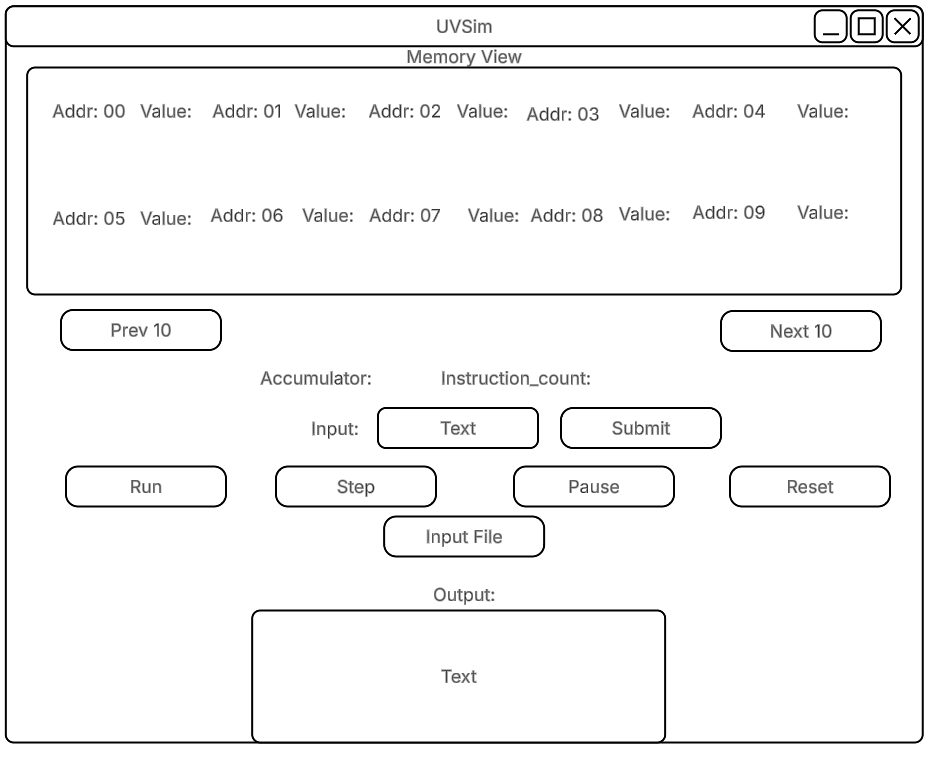 UVSim
Memory View
Addr: 00 Value: Addr: 01 Value: Addr: 02 Value: Addr: 03 Value: Addr: 04 Value:
Addr: 05 Value: Addr: 06 Value: Addr: 07 Value: Addr: 08 Value: Addr: 09 Value:
Prev 10 Next 10
Accumulator: Instruction_count:
Input: Text Submit
Run Step Pause Reset
Input File
Output:
Text